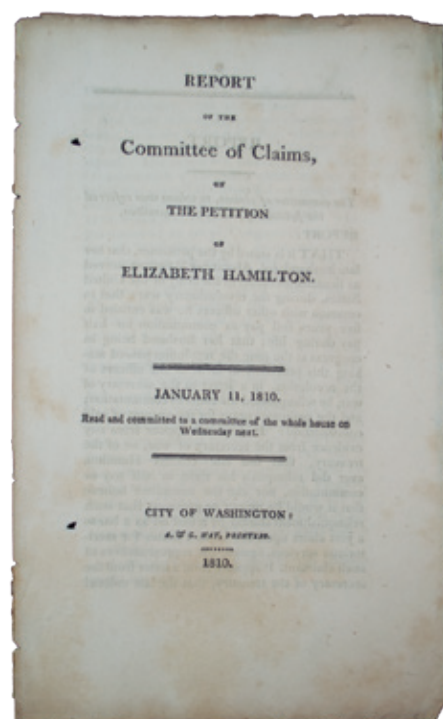 REPORT
OF THE
Committee of Claims,
OF
THE PETITION
OF
ELIZABETH HAMILTON.
JANUARY 11, 1810.
Read and committed to a committee of the whole house on
Wednesday next.
CITY OF WASHINGTON:
A. & G. WAY, PRINTERS.
1810.